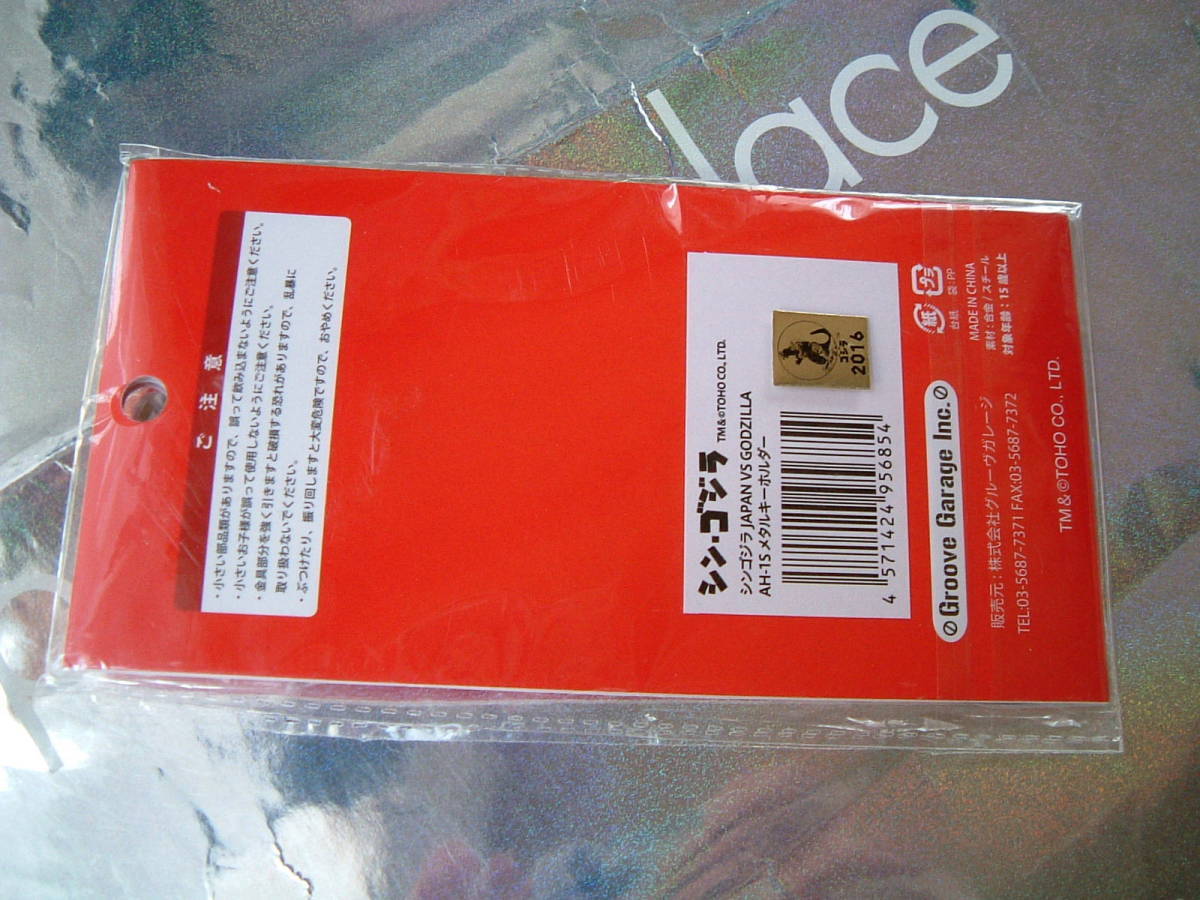 lace
ご注意
・小さい部品類がありますので、誤って飲み込まないようにご注意ください。
・小さいお子様が誤って使用しないようにご注意ください。
・金具部分を強く引きますと破損する恐れがありますので、乱暴に
取り扱わないでください。
・ぶつけたり、振り回しますと大変危険ですので、おやめください。
シン・ゴジラ TM&©TOHO CO., LTD.
シンゴジラ JAPAN VS GODZILLA
AH-1S メタルキーホルダー
ゴジラ
2016
4 571424 956854
紙 プラ
台紙 袋:PP
MADE IN CHINA
素材:合金/スチール
対象年齢:15歳以上
Groove Garage Inc.
販売元:株式会社グルーヴガレージ
TEL:03-5687-7371 FAX:03-5687-7372
TM&©TOHO CO., LTD.